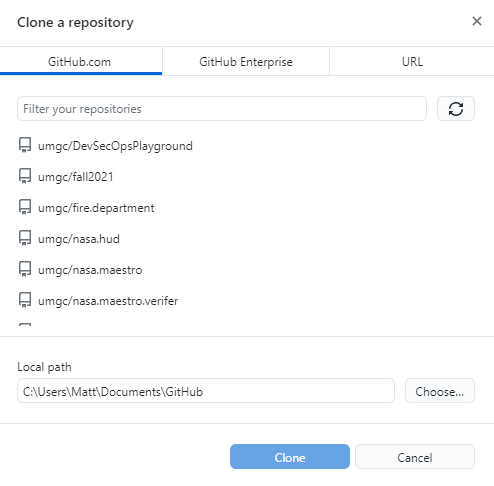 Clone a repository
GitHub.com
GitHub Enterprise
URL
Filter your repositories
umgc/DevSecOpsPlayground
umgc/fall2021
umgc/fire.department
umgc/nasa.hud
umgc/nasa.maestro
umgc/nasa.maestro.verifer
Local path
C:\Users\Matt\Documents\GitHub
Choose...
Clone
Cancel